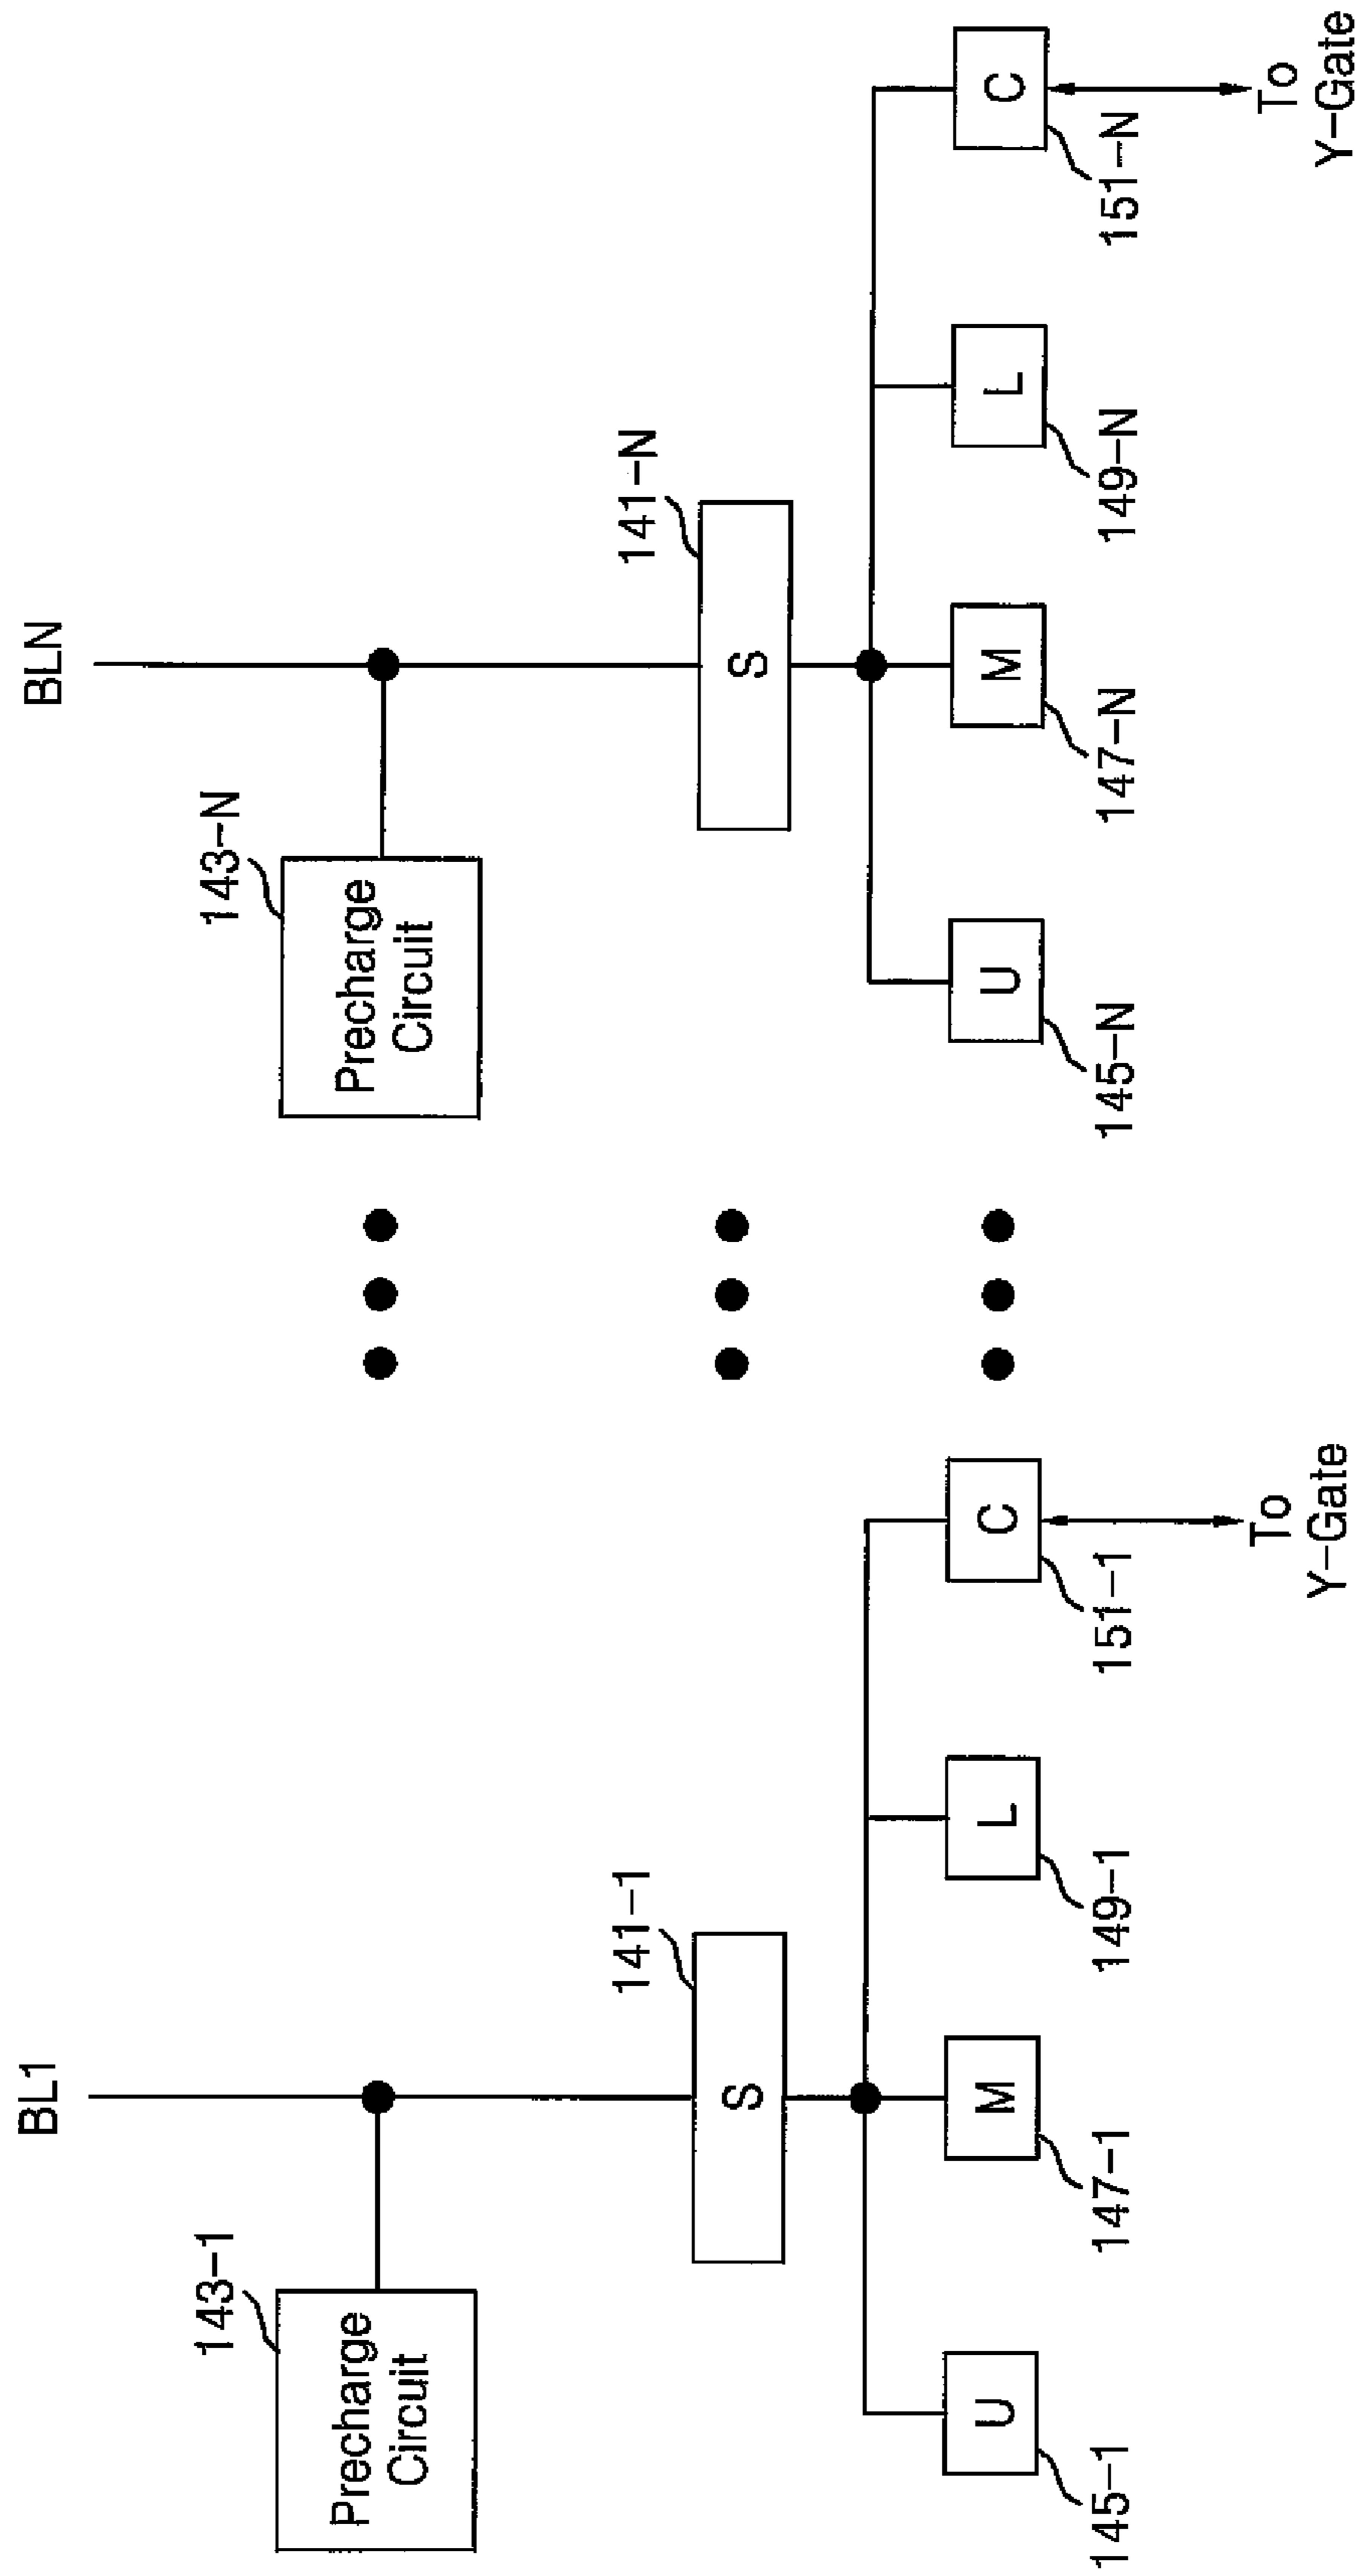 BL1
BLN
143-1
143-N
Precharge
Circuit
Precharge
Circuit
141-1
141-N
S
S
U
M
L
C
U
M
L
C
145-1
147-1
149-1
151-1
145-N
147-N
149-N
151-N
To
Y-Gate
To
Y-Gate